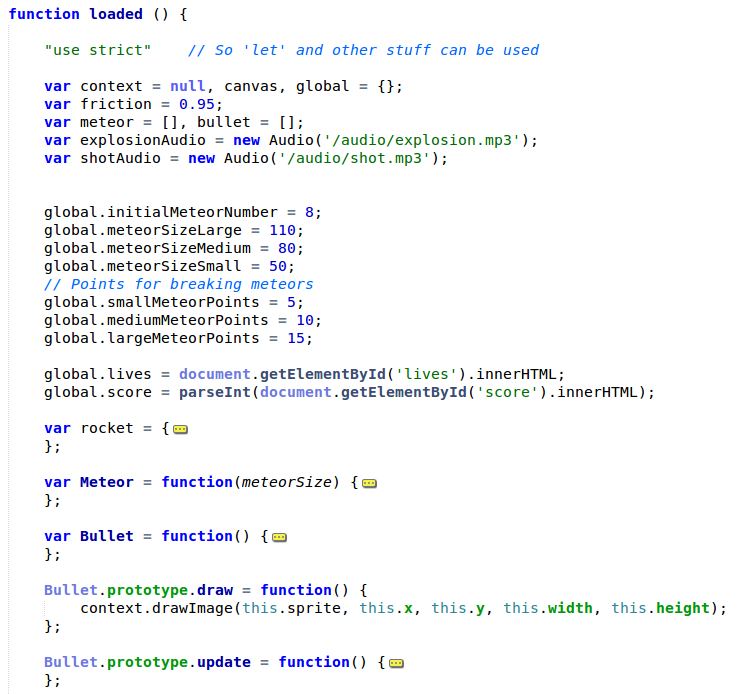 function loaded () {
"use strict"    // So 'let' and other stuff can be used
var context = null, canvas, global = {};
var friction = 0.95;
var meteor = [], bullet = [];
var explosionAudio = new Audio('/audio/explosion.mp3');
var shotAudio = new Audio('/audio/shot.mp3');
global.initialMeteorNumber = 8;
global.meteorSizeLarge = 110;
global.meteorSizeMedium = 80;
global.meteorSizeSmall = 50;
// Points for breaking meteors
global.smallMeteorPoints = 5;
global.mediumMeteorPoints = 10;
global.largeMeteorPoints = 15;
global.lives = document.getElementById('lives').innerHTML;
global.score = parseInt(document.getElementById('score').innerHTML);
var rocket = {
};
var Meteor = function(meteorSize) {
};
var Bullet = function() {
};
Bullet.prototype.draw = function() {
context.drawImage(this.sprite, this.x, this.y, this.width, this.height);
};
Bullet.prototype.update = function() {
};